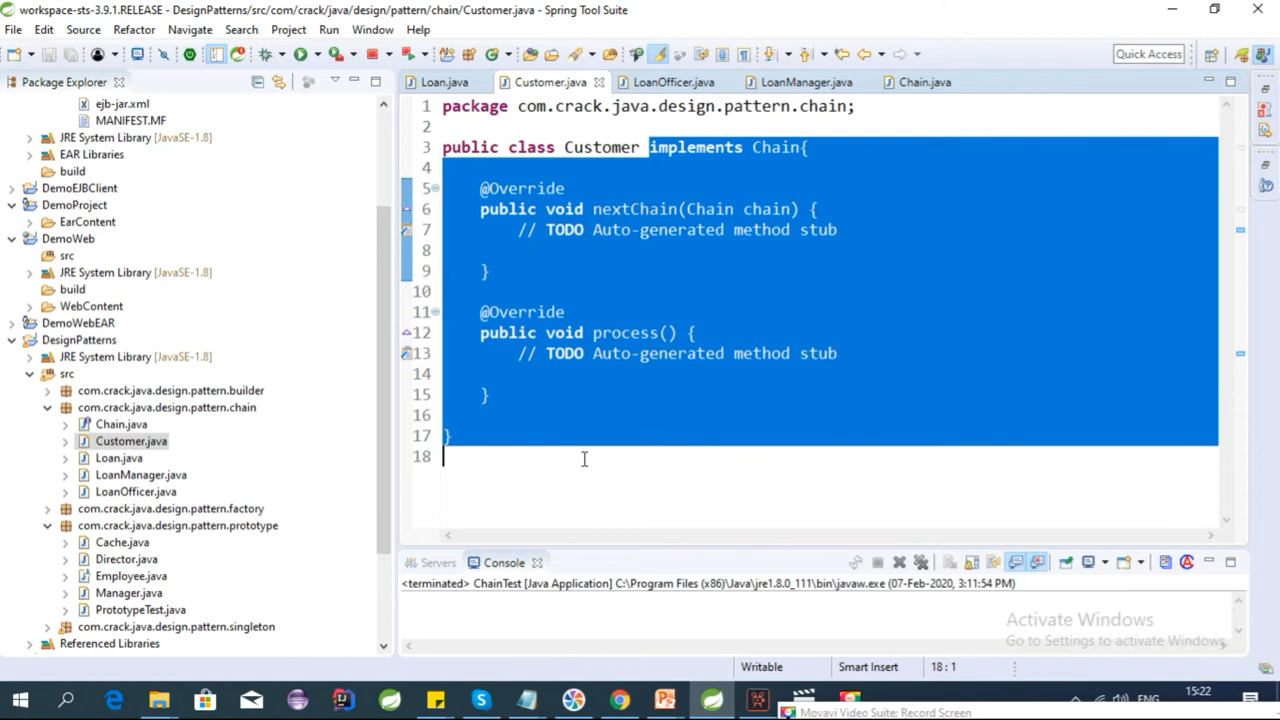 workspace-sts-3.9.1.RELEASE - DesignPatterns/src/com/crack/java/design/pattern/chain/Customer.java - Spring Tool Suite
File Edit Source Refactor Navigate Search Project Run Window Help
Quick Access
Package Explorer
ejb-jar.xml
MANIFEST.MF
JRE System Library [JavaSE-1.8]
EAR Libraries
build
DemoEJBClient
DemoProject
EarContent
DemoWeb
src
JRE System Library [JavaSE-1.8]
build
WebContent
DemoWebEAR
DesignPatterns
JRE System Library [JavaSE-1.8]
src
com.crack.java.design.pattern.builder
com.crack.java.design.pattern.chain
Chain.java
Customer.java
Loan.java
LoanManager.java
LoanOfficer.java
com.crack.java.design.pattern.factory
com.crack.java.design.pattern.prototype
Cache.java
Director.java
Employee.java
Manager.java
PrototypeTest.java
com.crack.java.design.pattern.singleton
Referenced Libraries
Loan.java Customer.java LoanOfficer.java LoanManager.java Chain.java
1 package com.crack.java.design.pattern.chain;
2
3 public class Customer implements Chain{
4
5 @Override
6 public void nextChain(Chain chain) {
7 // TODO Auto-generated method stub
8
9 }
10
11 @Override
12 public void process() {
13 // TODO Auto-generated method stub
14
15 }
16
17 }
18
Servers Console
<terminated> ChainTest [Java Application] C:\Program Files (x86)\Java\jre1.8.0_111\bin\javaw.exe (07-Feb-2020, 3:11:54 PM)
Activate Windows
Go to Settings to activate Windows.
Writable Smart Insert 18 : 1
ENG 15:22
Movavi Video Suite: Record Screen